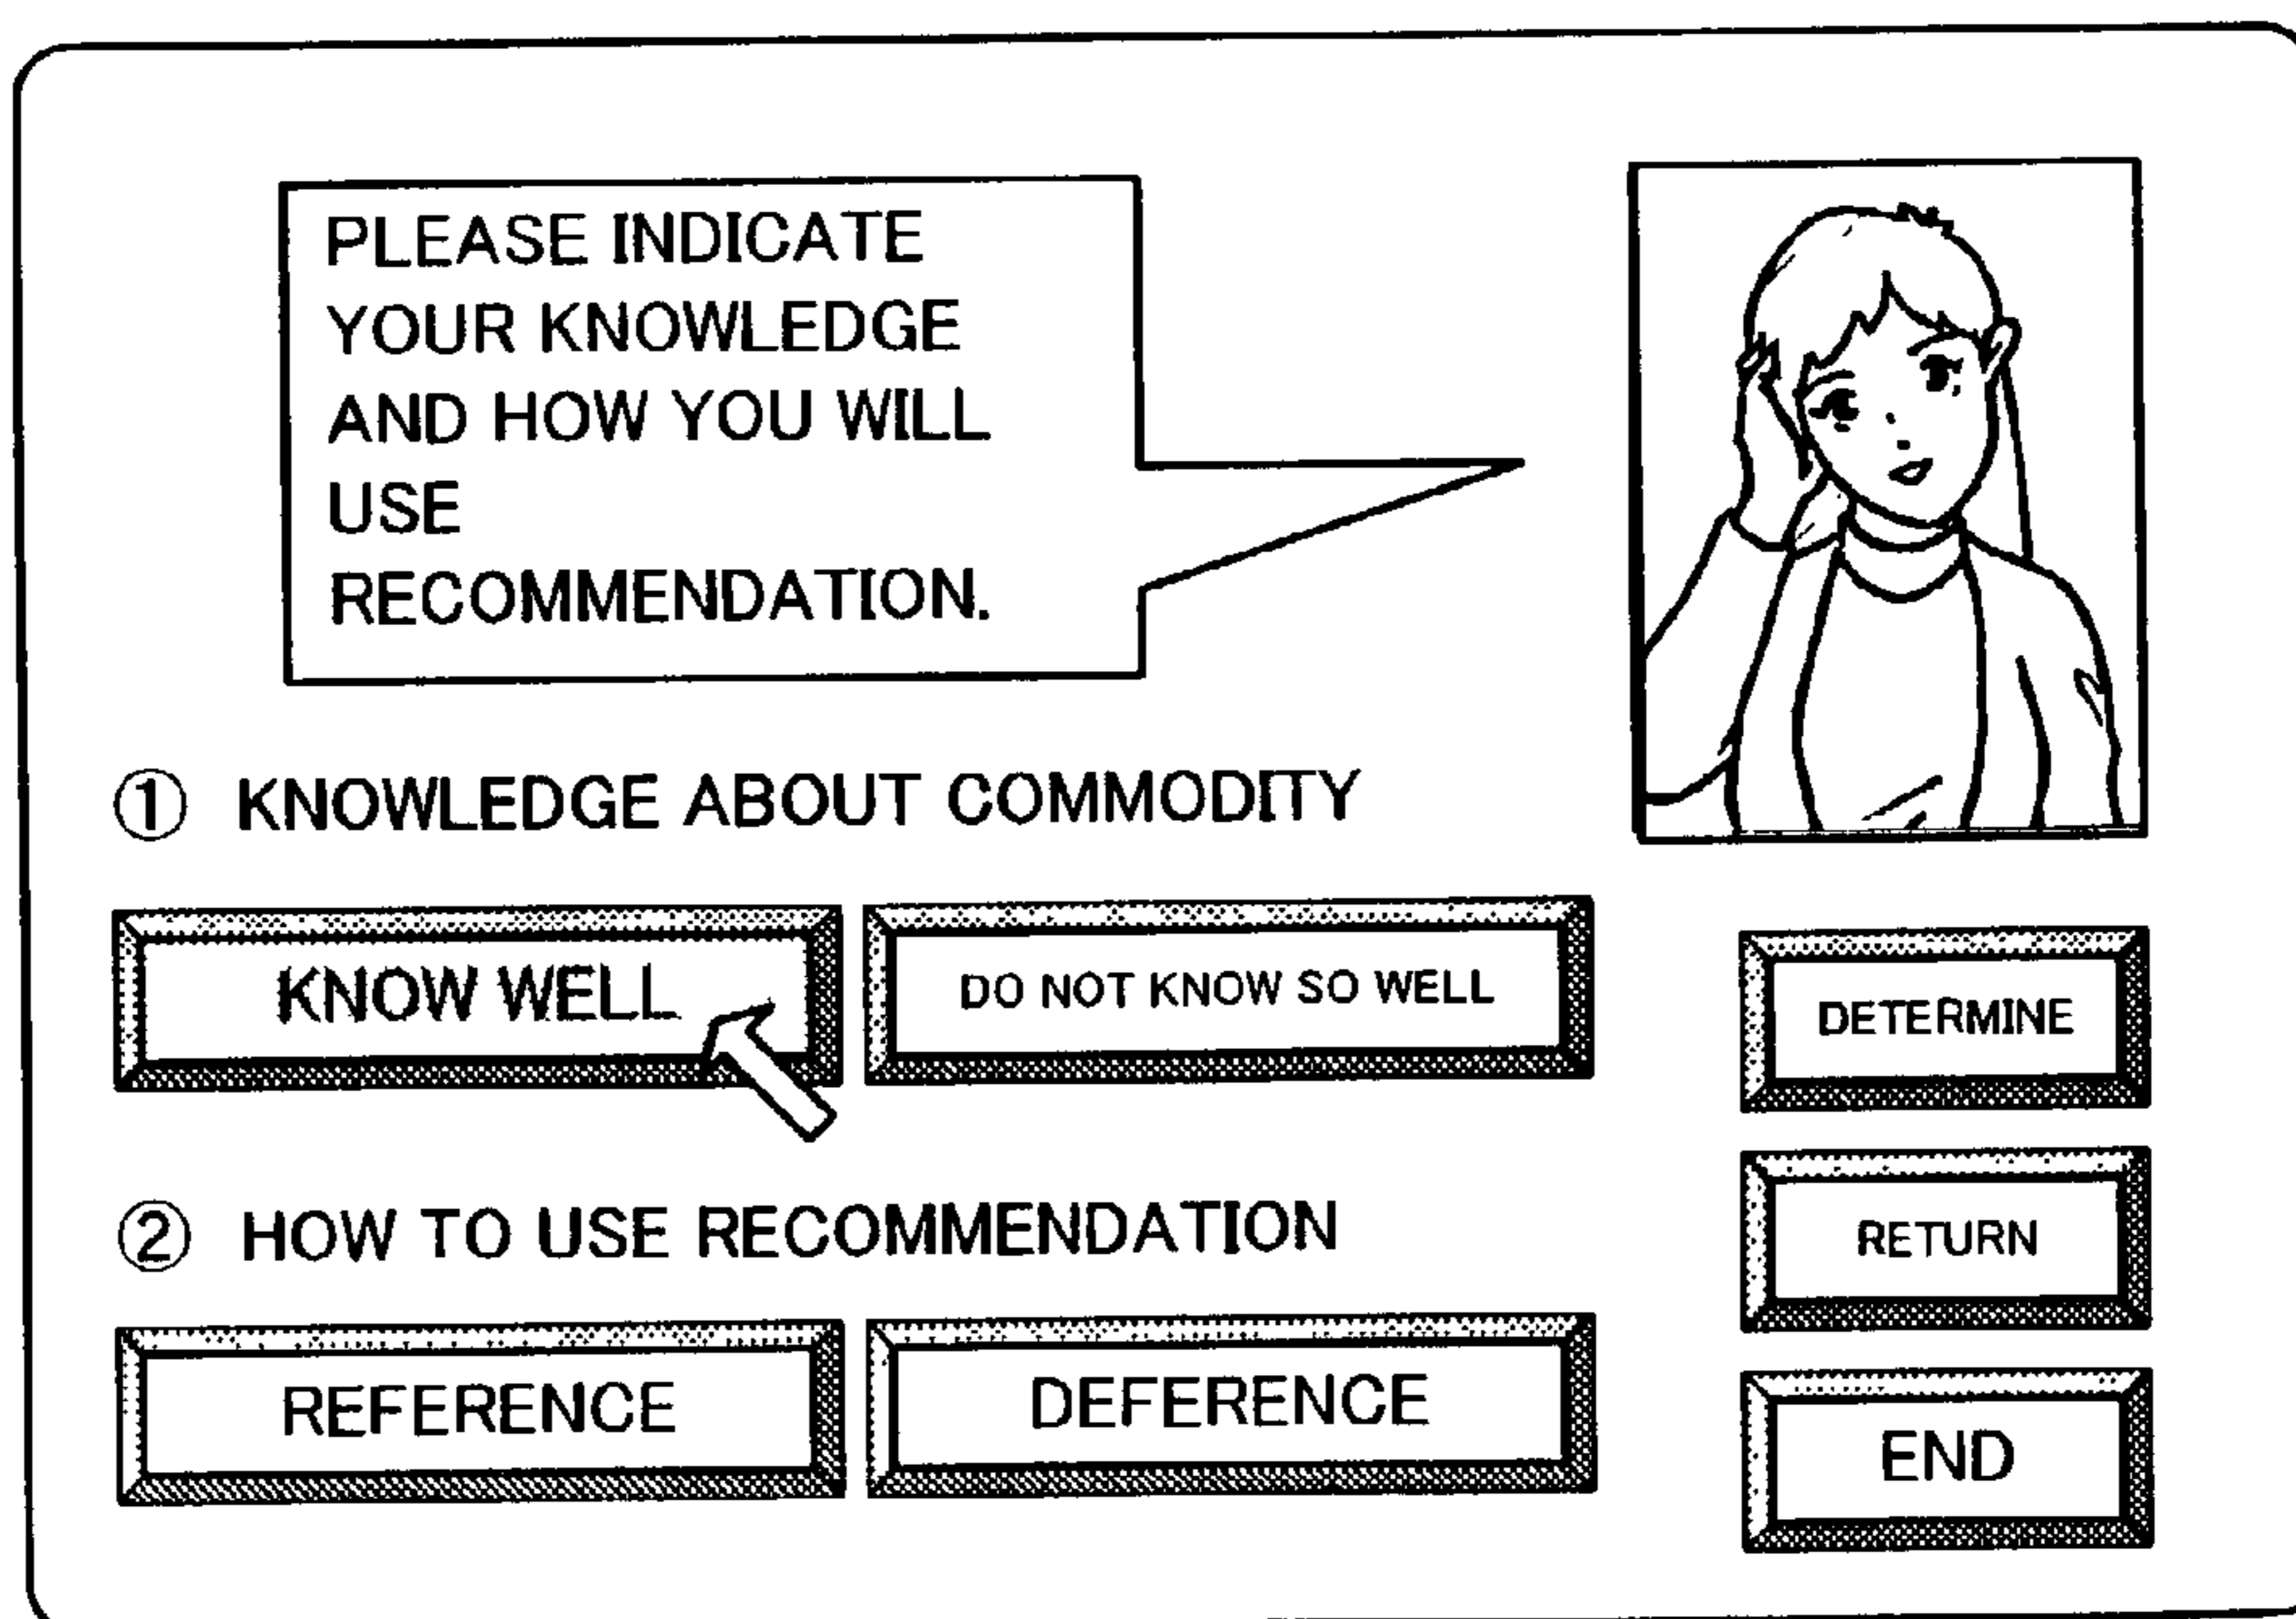 PLEASE INDICATE
YOUR KNOWLEDGE
AND HOW YOU WILL
USE
RECOMMENDATION.
① KNOWLEDGE ABOUT COMMODITY
KNOW WELL
DO NOT KNOW SO WELL
DETERMINE
② HOW TO USE RECOMMENDATION
RETURN
REFERENCE
DEFERENCE
END